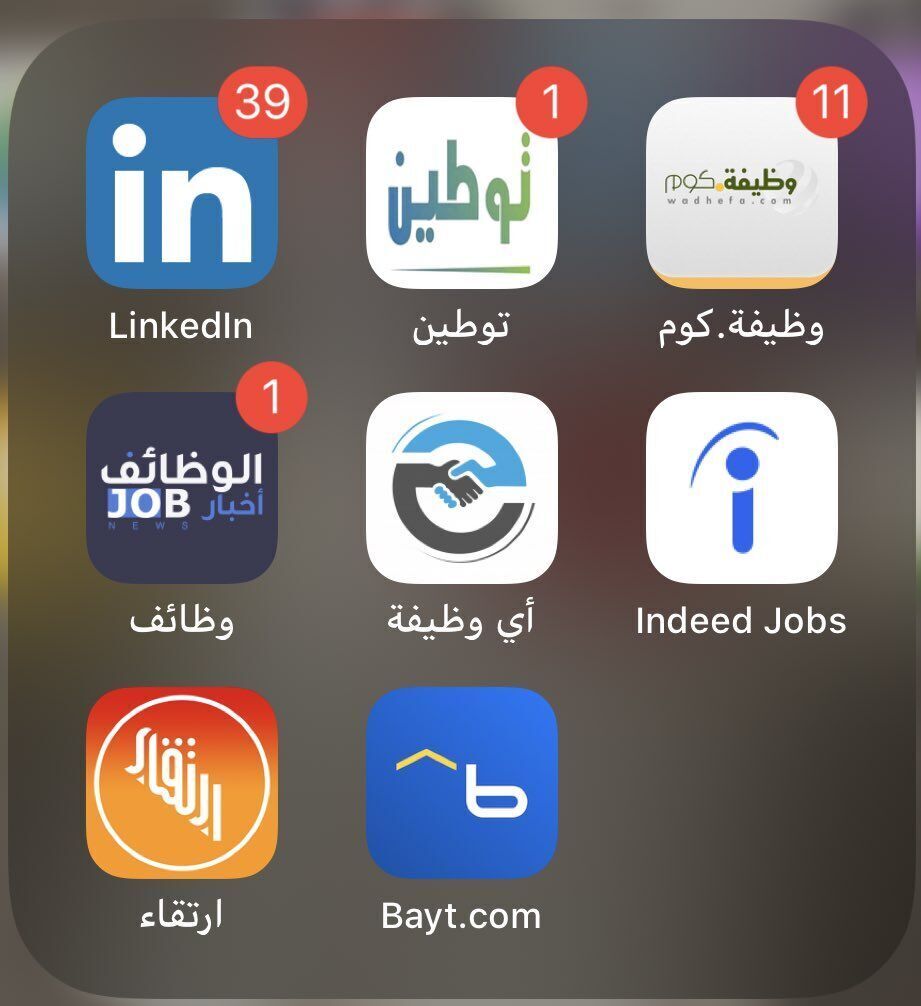 39
1
11
in
توطين
وظيفة.كوم
wadhefa.com
LinkedIn
توطين
وظيفة.كوم
1
الوظائف
أخبار JOB
NEWS
وظائف
أي وظيفة
Indeed Jobs
ارتقاء
b
ارتقاء
Bayt.com